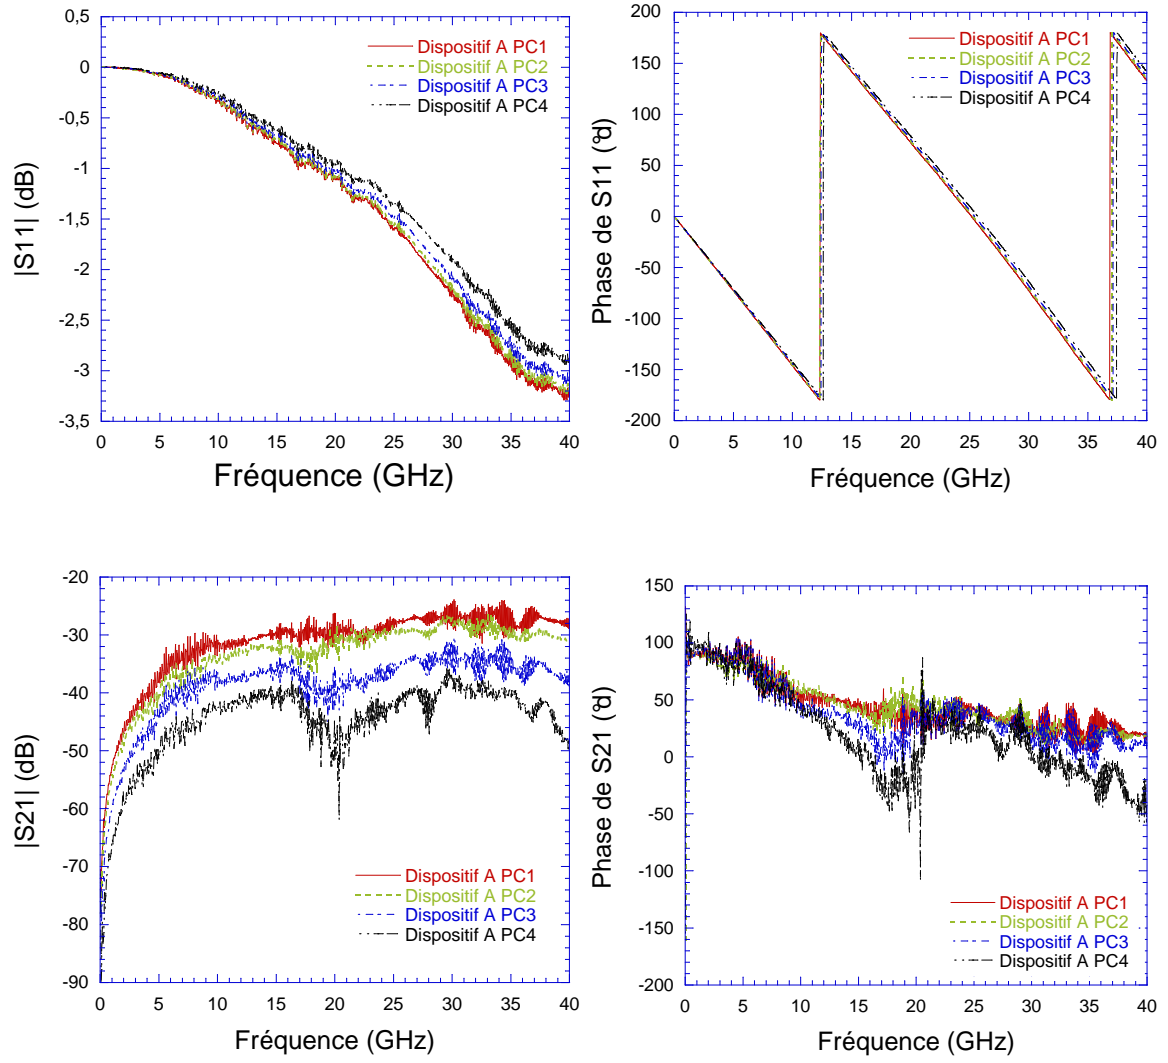 |S11| (dB)
0,5
0
-0,5
-1
-1,5
-2
-2,5
-3
-3,5
0 5 10 15 20 25 30 35 40
Fréquence (GHz)
Dispositif A PC1
Dispositif A PC2
Dispositif A PC3
Dispositif A PC4
Phase de S11 (°d)
200
150
100
50
0
-50
-100
-150
-200
0 5 10 15 20 25 30 35 40
Fréquence (GHz)
Dispositif A PC1
Dispositif A PC2
Dispositif A PC3
Dispositif A PC4
|S21| (dB)
-20
-30
-40
-50
-60
-70
-80
-90
0 5 10 15 20 25 30 35 40
Fréquence (GHz)
Dispositif A PC1
Dispositif A PC2
Dispositif A PC3
Dispositif A PC4
Phase de S21 (°d)
150
100
50
0
-50
-100
-150
-200
0 5 10 15 20 25 30 35 40
Fréquence (GHz)
Dispositif A PC1
Dispositif A PC2
Dispositif A PC3
Dispositif A PC4